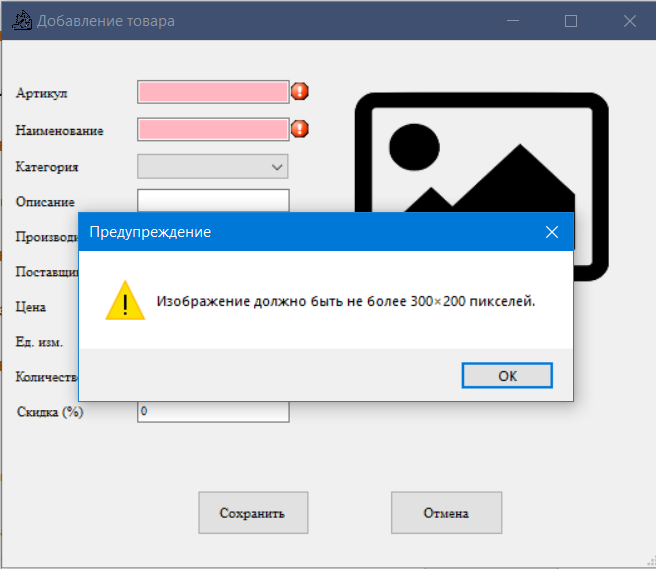 Добавление товара
Артикул
Наименование
Категория
Описание
Предупреждение
Производи
Поставщи
Изображение должно быть не более 300×200 пикселей.
Цена
Ед. изм.
Количеств
OK
Скидка (%)
0
Сохранить
Отмена